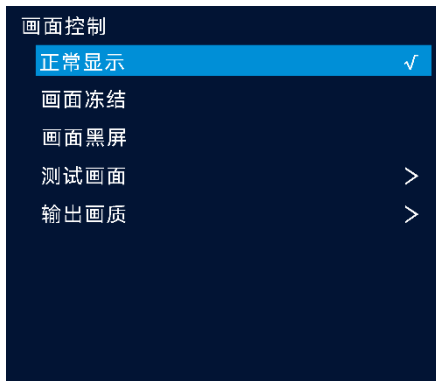 画面控制
正常显示 √
画面冻结
画面黑屏
测试画面 >
输出画质 >